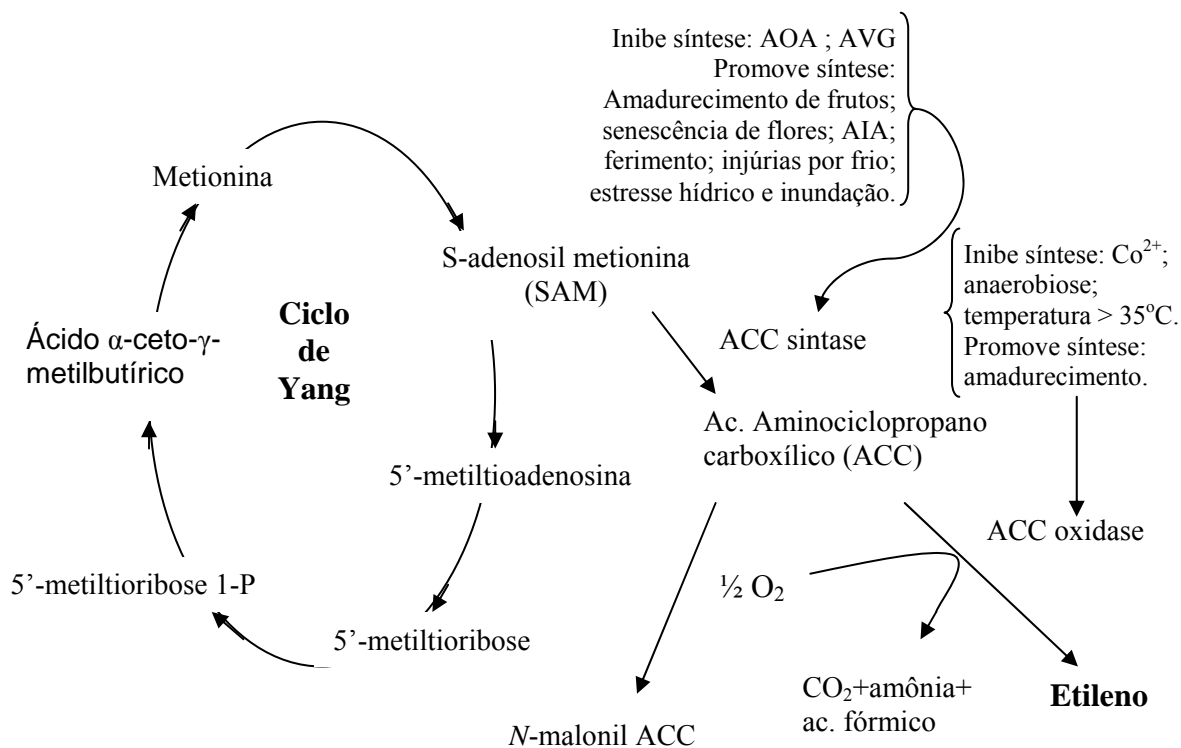 Inibe síntese: AOA ; AVG
Promove síntese:
Amadurecimento de frutos;
senescência de flores; AIA;
ferimento; injúrias por frio;
estresse hídrico e inundação.
Metionina
S-adenosil metionina
(SAM)
Inibe síntese: Co²⁺;
anaerobiose;
temperatura > 35ºC.
Promove síntese:
amadurecimento.
Ciclo
de
Yang
ACC sintase
Ácido α-ceto-γ-
metilbutírico
Ac. Aminociclopropano
carboxílico (ACC)
5’-metiltioadenosina
ACC oxidase
5’-metiltioribose 1-P
½ O₂
5’-metiltioribose
CO₂+amônia+
ac. fórmico
Etileno
N-malonil ACC